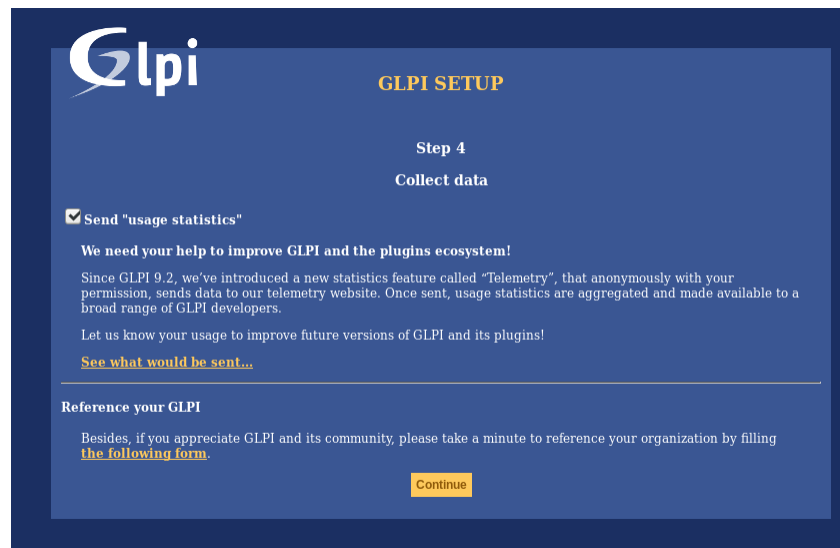 Glpi
GLPI SETUP
Step 4
Collect data
Send "usage statistics"
We need your help to improve GLPI and the plugins ecosystem!
Since GLPI 9.2, we’ve introduced a new statistics feature called “Telemetry”, that anonymously with your
permission, sends data to our telemetry website. Once sent, usage statistics are aggregated and made available to a
broad range of GLPI developers.
Let us know your usage to improve future versions of GLPI and its plugins!
See what would be sent...
Reference your GLPI
Besides, if you appreciate GLPI and its community, please take a minute to reference your organization by filling
the following form.
Continue